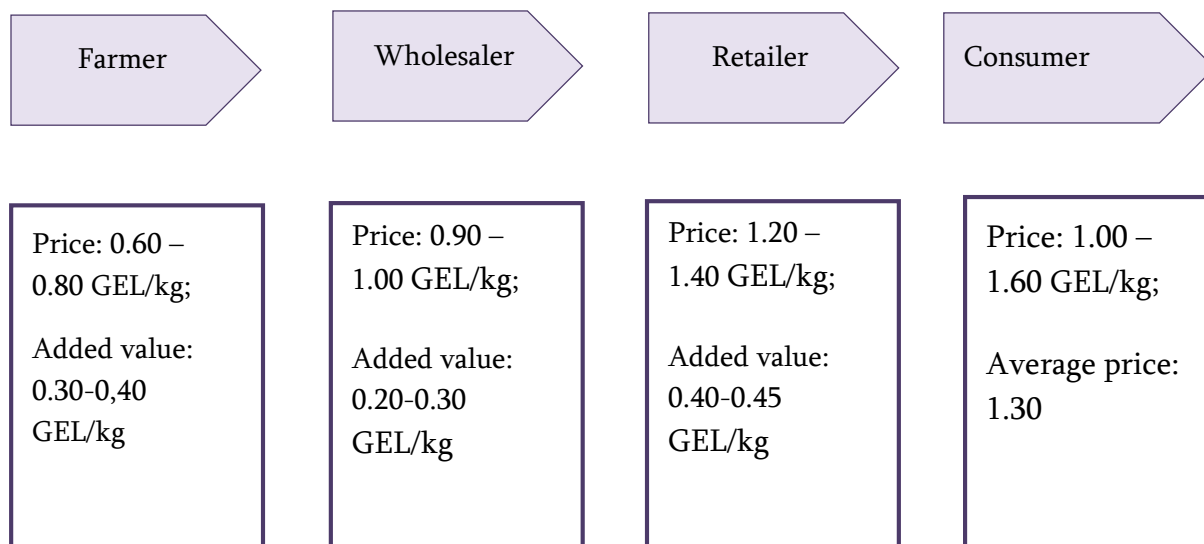 Farmer
Wholesaler
Retailer
Consumer
Price: 0.60 –
0.80 GEL/kg;
Added value:
0.30-0,40
GEL/kg
Price: 0.90 –
1.00 GEL/kg;
Added value:
0.20-0.30
GEL/kg
Price: 1.20 –
1.40 GEL/kg;
Added value:
0.40-0.45
GEL/kg
Price: 1.00 –
1.60 GEL/kg;
Average price:
1.30